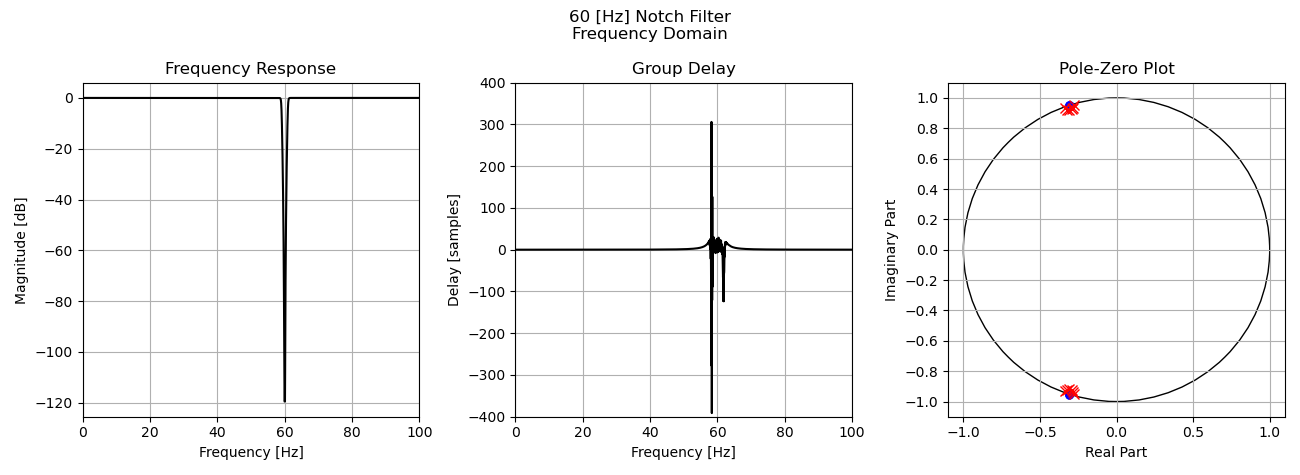 60 [Hz] Notch Filter
Frequency Domain
Frequency Response
Magnitude [dB]
0
−20
−40
−60
−80
−100
−120
0 20 40 60 80 100
Frequency [Hz]
Group Delay
Delay [samples]
400
400
300
200
100
0
−100
−200
−300
−400
0 20 40 60 80 100
Frequency [Hz]
Pole-Zero Plot
Imaginary Part
1.0
0.8
0.6
0.4
0.2
0.0
−0.2
−0.4
−0.6
−0.8
−1.0
−1.0 −0.5 0.0 0.5 1.0
Real Part